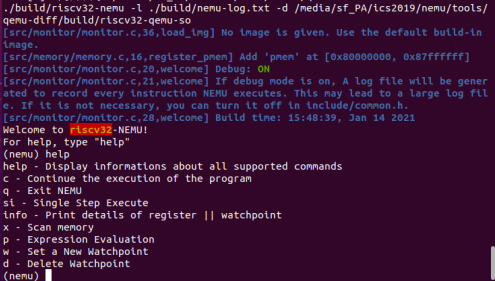 ./build/riscv32-nemu -l ./build/nemu-log.txt -d /media/sf_PA/ics2019/nemu/tools/
qemu-diff/build/riscv32-qemu-so
[src/monitor/monitor.c,36,load_img] No image is given. Use the default build-in
image.
[src/memory/memory.c,16,register_pmem] Add 'pmem' at [0x80000000, 0x87ffffff]
[src/monitor/monitor.c,20,welcome] Debug: ON
[src/monitor/monitor.c,21,welcome] If debug mode is on, A log file will be gener
ated to record every instruction NEMU executes. This may lead to a large log fil
e. If it is not necessary, you can turn it off in include/common.h.
[src/monitor/monitor.c,28,welcome] Build time: 15:48:39, Jan 14 2021
Welcome to riscv32-NEMU!
For help, type "help"
(nemu) help
help - Display informations about all supported commands
c - Continue the execution of the program
q - Exit NEMU
si - Single Step Execute
info - Print details of register || watchpoint
x - Scan memory
p - Expression Evaluation
w - Set a New Watchpoint
d - Delete Watchpoint
(nemu)